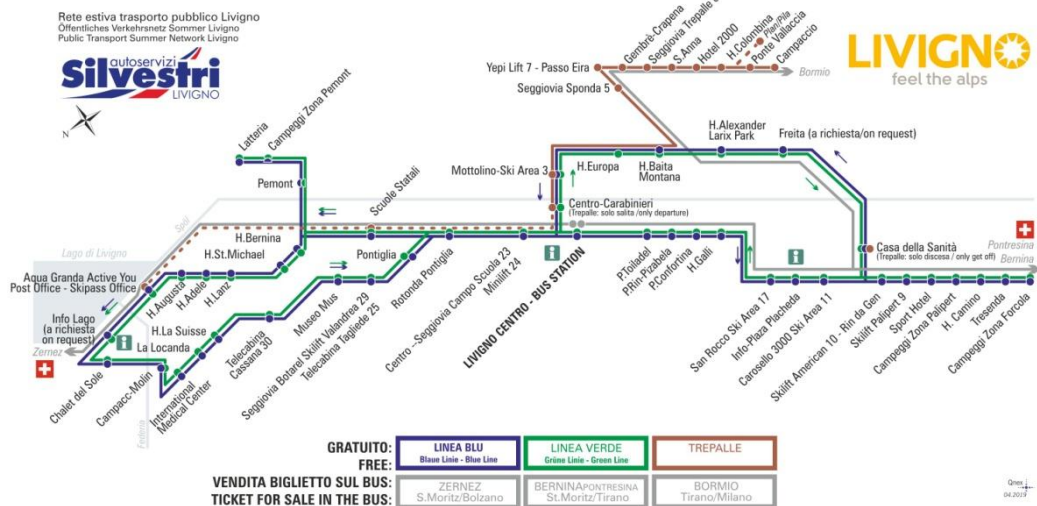 Rete estiva trasporto pubblico Livigno
Öffentliches Verkehrsnetz Sommer Livigno
Public Transport Summer Network Livigno
autoservizi
Silvestri
LIVIGNO
N
LIVIGNO
feel the alps
Gembrè-Crapena
Seggiovia Trepalle
S.Anna
Hotel 2000
H.Colombina
Plan/Pila
Ponte Vallaccia
Campaccio
Yepi Lift 7 - Passo Eira
Bormio
Seggiovia Sponda 5
Latteria
Campeggi Zona Pemont
Pemont
Scuole Statali
Mottolino-Ski Area 3
H.Europa
H.Baita
Montana
H.Alexander
Larix Park
Freita (a richiesta/on request)
Centro-Carabinieri
(Trepalle: solo salita /only departure)
Spöl
Lago di Livigno
H.Bernina
H.St.Michael
Aqua Granda Active You
Post Office - Skipass Office
H.Augusta
H.Anele
H.Lanz
Pontiglia
Rotonda Pontiglia
Centro --Seggiovia Campo Scuola 23
Minilift 24
i
LIVIGNO CENTRO - BUS STATION
P.Toiladel
P.Rin-Pizabela
P.Confortina
H.Galli
i
Casa della Sanità
(Trepalle: solo discesa / only get off)
Pontresina
Bernina
Info Lago
(a richiesta
on request)
Zernez
i
Chalet del Sole
Campacc-Molin
La Locanda
H.La Suisse
International
Medical Center
Telecabina
Cassana 30
Museo Mus
Seggiovia Botarel Skilift Valandrea 29
Telecabina Tagliede 25
Federia
San Rocco Ski Area 17
Info-Plaza Placheda
Carosello 3000 Ski Area 11
Skilift American 10 - Rin da Gen
Skilift Palipert 9
Sport Hotel
Campeggi Zona Palipert
H. Camino
Tresenda
Campeggi Zona Forcola
GRATUITO:
FREE:
LINEA BLU
Blaue Linie - Blue Line
LINEA VERDE
Grüne Linie - Green Line
TREPALLE
VENDITA BIGLIETTO SUL BUS:
TICKET FOR SALE IN THE BUS:
ZERNEZ
S.Moritz/Bolzano
BERNINA PONTRESINA
St.Moritz/Tirano
BORMIO
Tirano/Milano
Qnex
04.2019